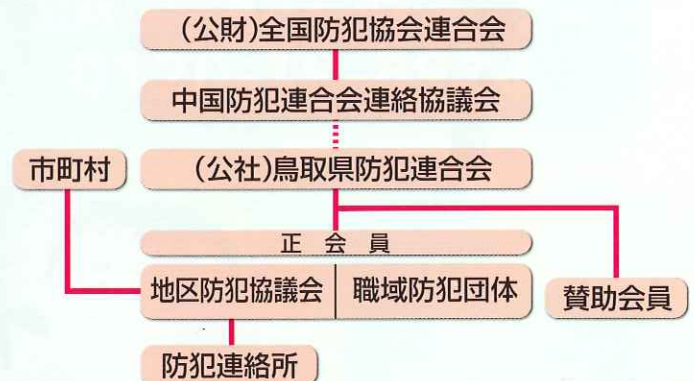 (公財)全国防犯協会連合会
中国防犯連合会連絡協議会
市町村
(公社)鳥取県防犯連合会
正 会 員
地区防犯協議会
職域防犯団体
賛助会員
防犯連絡所